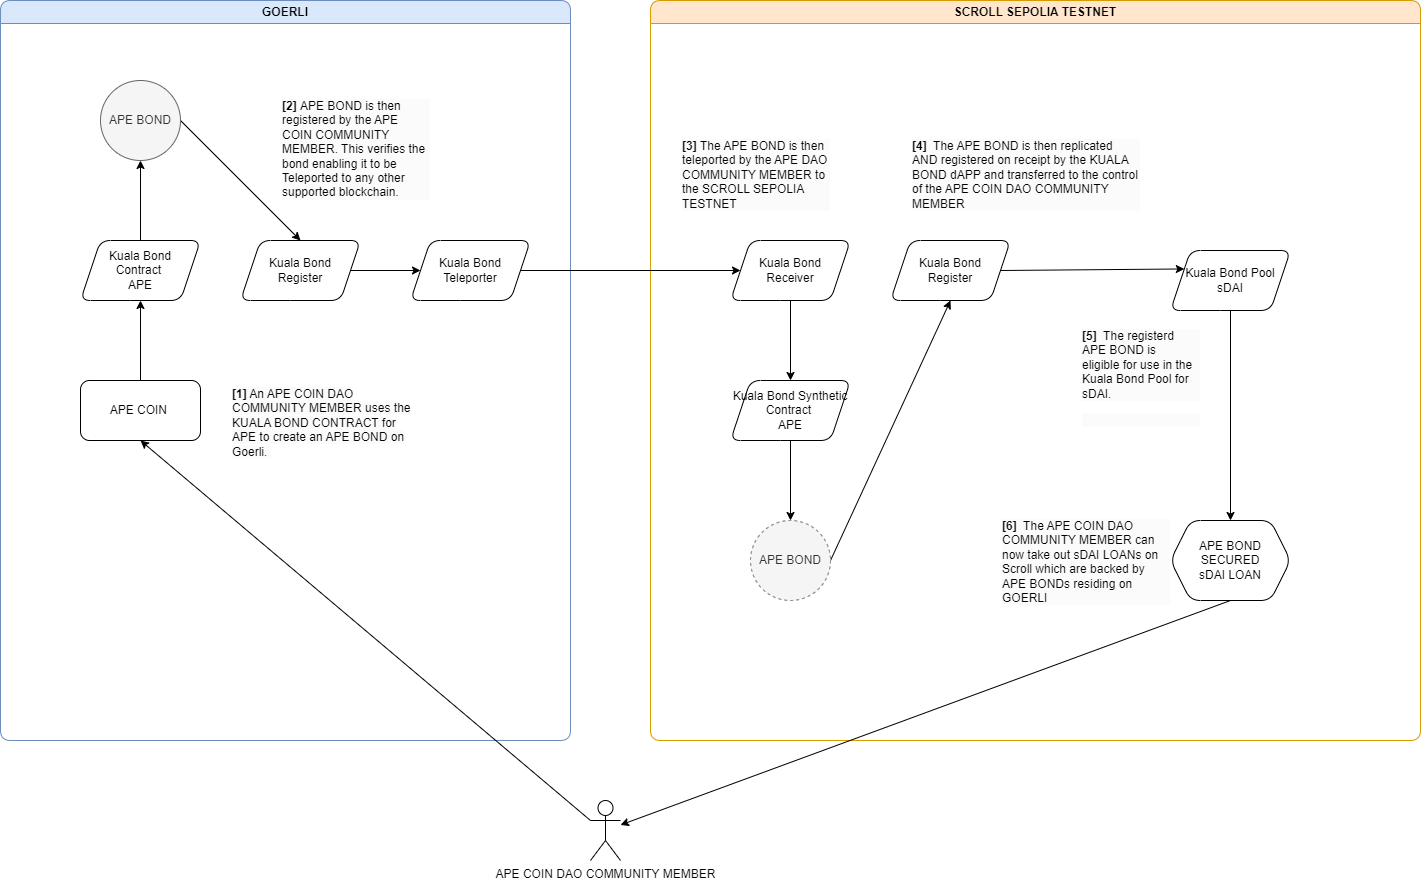 GOERLI
SCROLL SEPOLIA TESTNET
APE BOND
[2] APE BOND is then
registered by the APE
COIN COMMUNITY
MEMBER. This verifies the
bond enabling it to be
Teleported to any other
supported blockchain.
[3] The APE BOND is then
teleported by the APE DAO
COMMUNITY MEMBER to
the SCROLL SEPOLIA
TESTNET
[4]  The APE BOND is then replicated
AND registered on receipt by the KUALA
BOND dAPP and transferred to the control
of the APE COIN DAO COMMUNITY
MEMBER
Kuala Bond
Contract
APE
Kuala Bond
Register
Kuala Bond
Teleporter
Kuala Bond
Receiver
Kuala Bond
Register
Kuala Bond Pool
sDAI
[5]  The registerd
APE BOND is
eligible for use in the
Kuala Bond Pool for
sDAI.
APE COIN
[1] An APE COIN DAO
COMMUNITY MEMBER uses the
KUALA BOND CONTRACT for
APE to create an APE BOND on
Goerli.
Kuala Bond Synthetic
Contract
APE
APE BOND
[6]  The APE COIN DAO
COMMUNITY MEMBER can
now take out sDAI LOANs on
Scroll which are backed by
APE BONDs residing on
GOERLI
APE BOND
SECURED
sDAI LOAN
APE COIN DAO COMMUNITY MEMBER